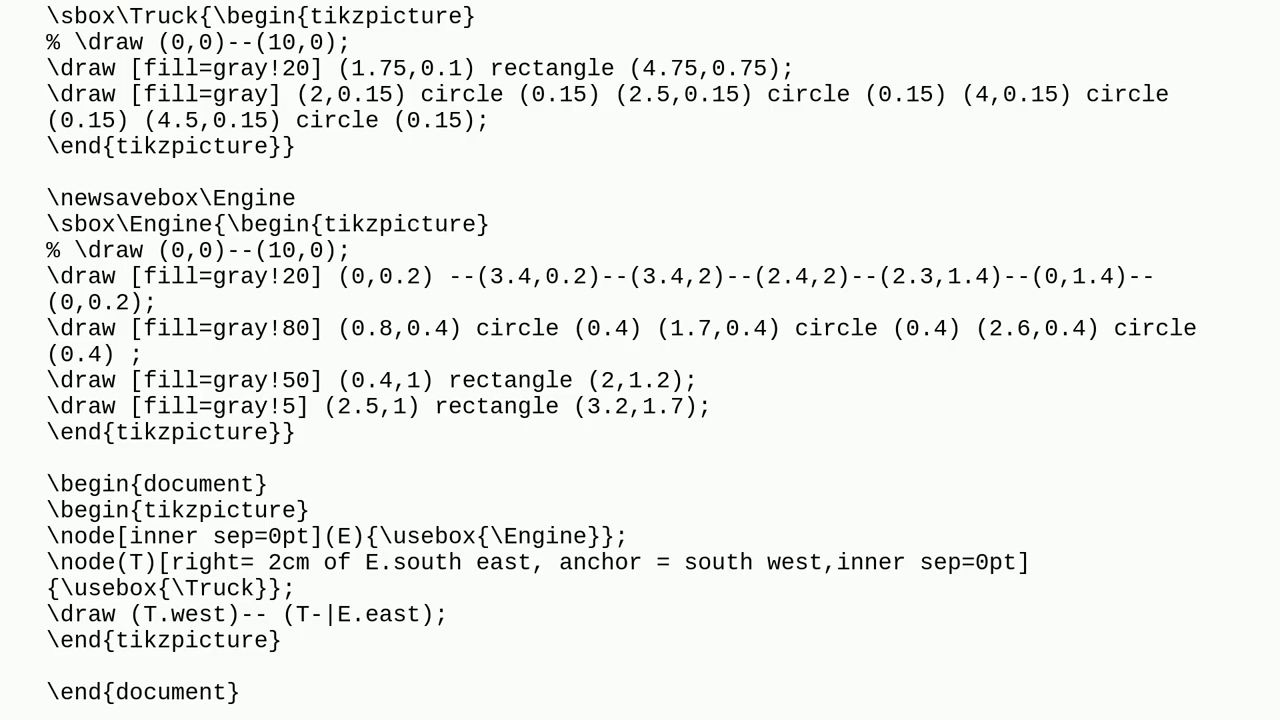 \sbox\Truck{\begin{tikzpicture}
% \draw (0,0)--(10,0);
\draw [fill=gray!20] (1.75,0.1) rectangle (4.75,0.75);
\draw [fill=gray] (2,0.15) circle (0.15) (2.5,0.15) circle (0.15) (4,0.15) circle
(0.15) (4.5,0.15) circle (0.15);
\end{tikzpicture}}

\newsavebox\Engine
\sbox\Engine{\begin{tikzpicture}
% \draw (0,0)--(10,0);
\draw [fill=gray!20] (0,0.2) --(3.4,0.2)--(3.4,2)--(2.4,2)--(2.3,1.4)--(0,1.4)--
(0,0.2);
\draw [fill=gray!80] (0.8,0.4) circle (0.4) (1.7,0.4) circle (0.4) (2.6,0.4) circle
(0.4) ;
\draw [fill=gray!50] (0.4,1) rectangle (2,1.2);
\draw [fill=gray!5] (2.5,1) rectangle (3.2,1.7);
\end{tikzpicture}}

\begin{document}
\begin{tikzpicture}
\node[inner sep=0pt](E){\usebox{\Engine}};
\node(T)[right= 2cm of E.south east, anchor = south west,inner sep=0pt]
{\usebox{\Truck}};
\draw (T.west)-- (T-|E.east);
\end{tikzpicture}

\end{document}